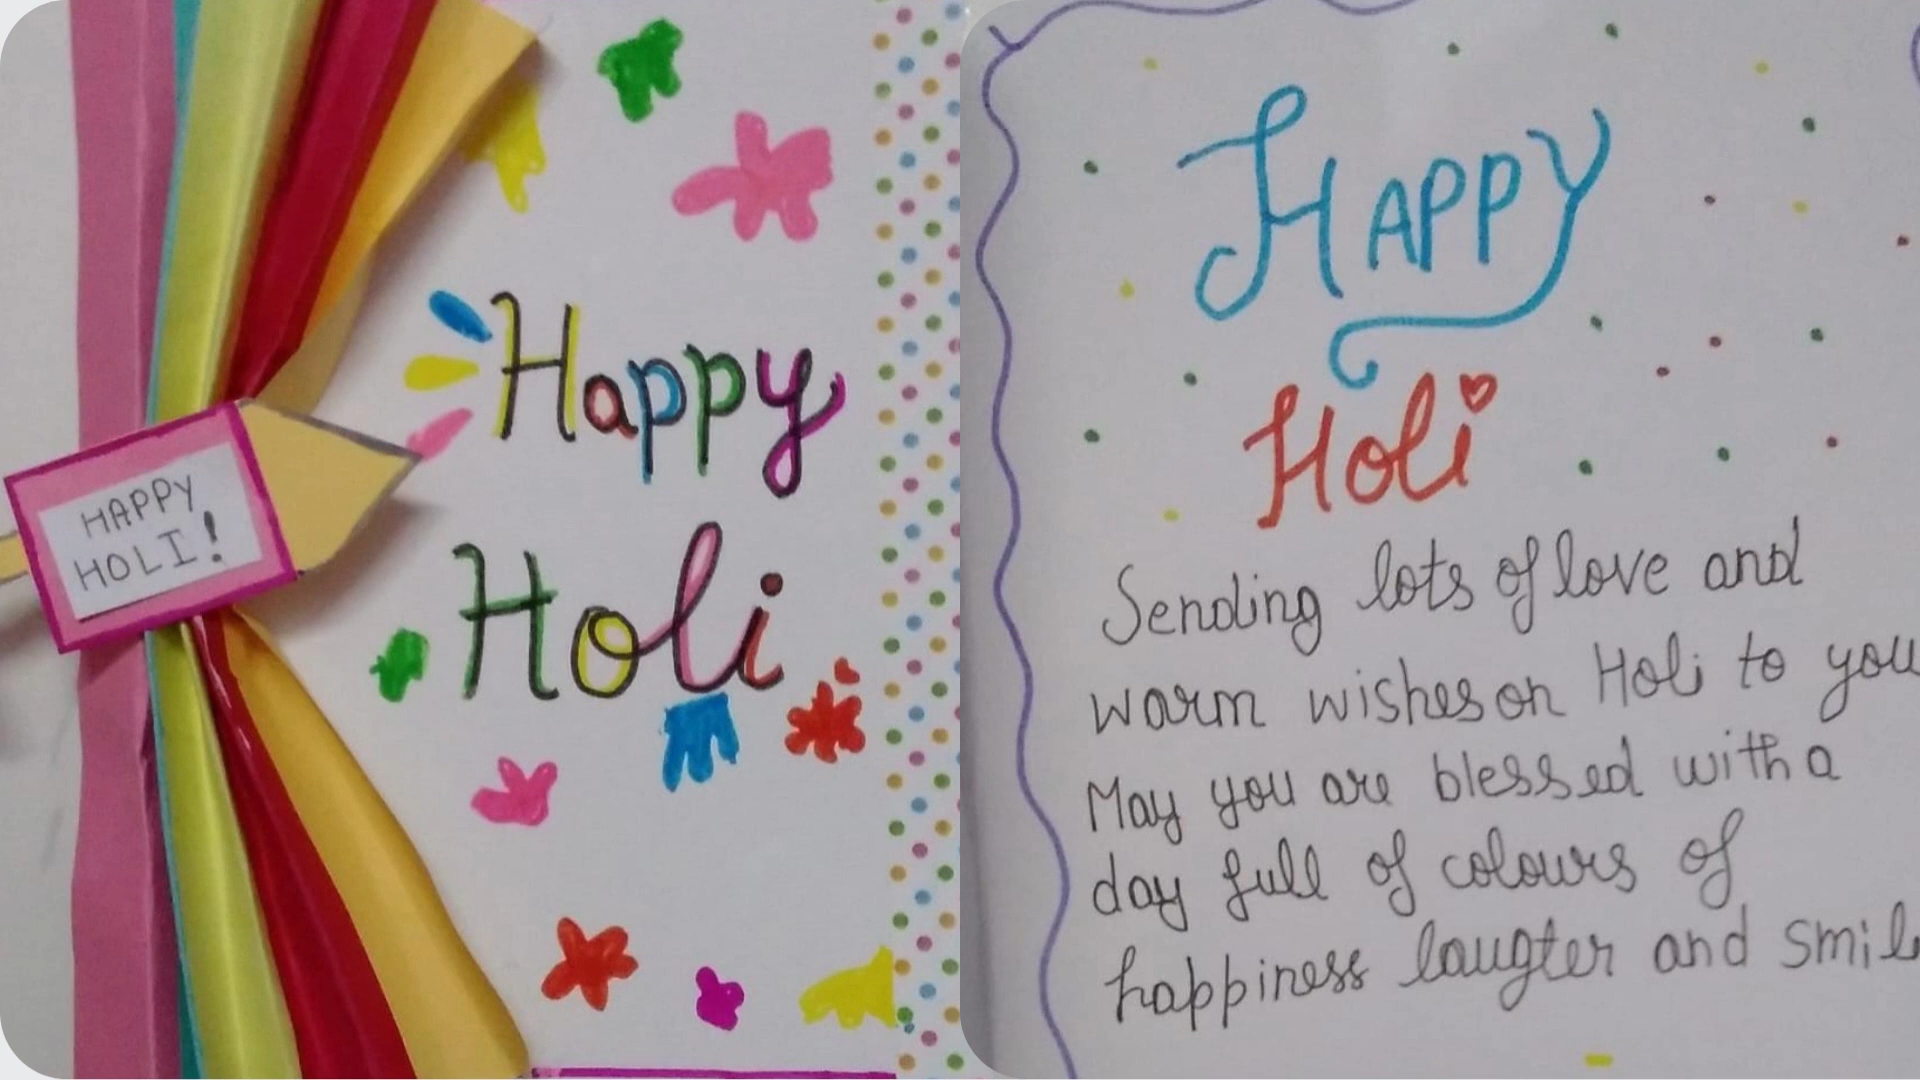 HAPPY
HOLI!
Happy
Holi
HAPPY
Holi
Sending lots of love and
warm wishes on Holi to you
May you are blessed with a
day full of colours of
happiness laugter and smil